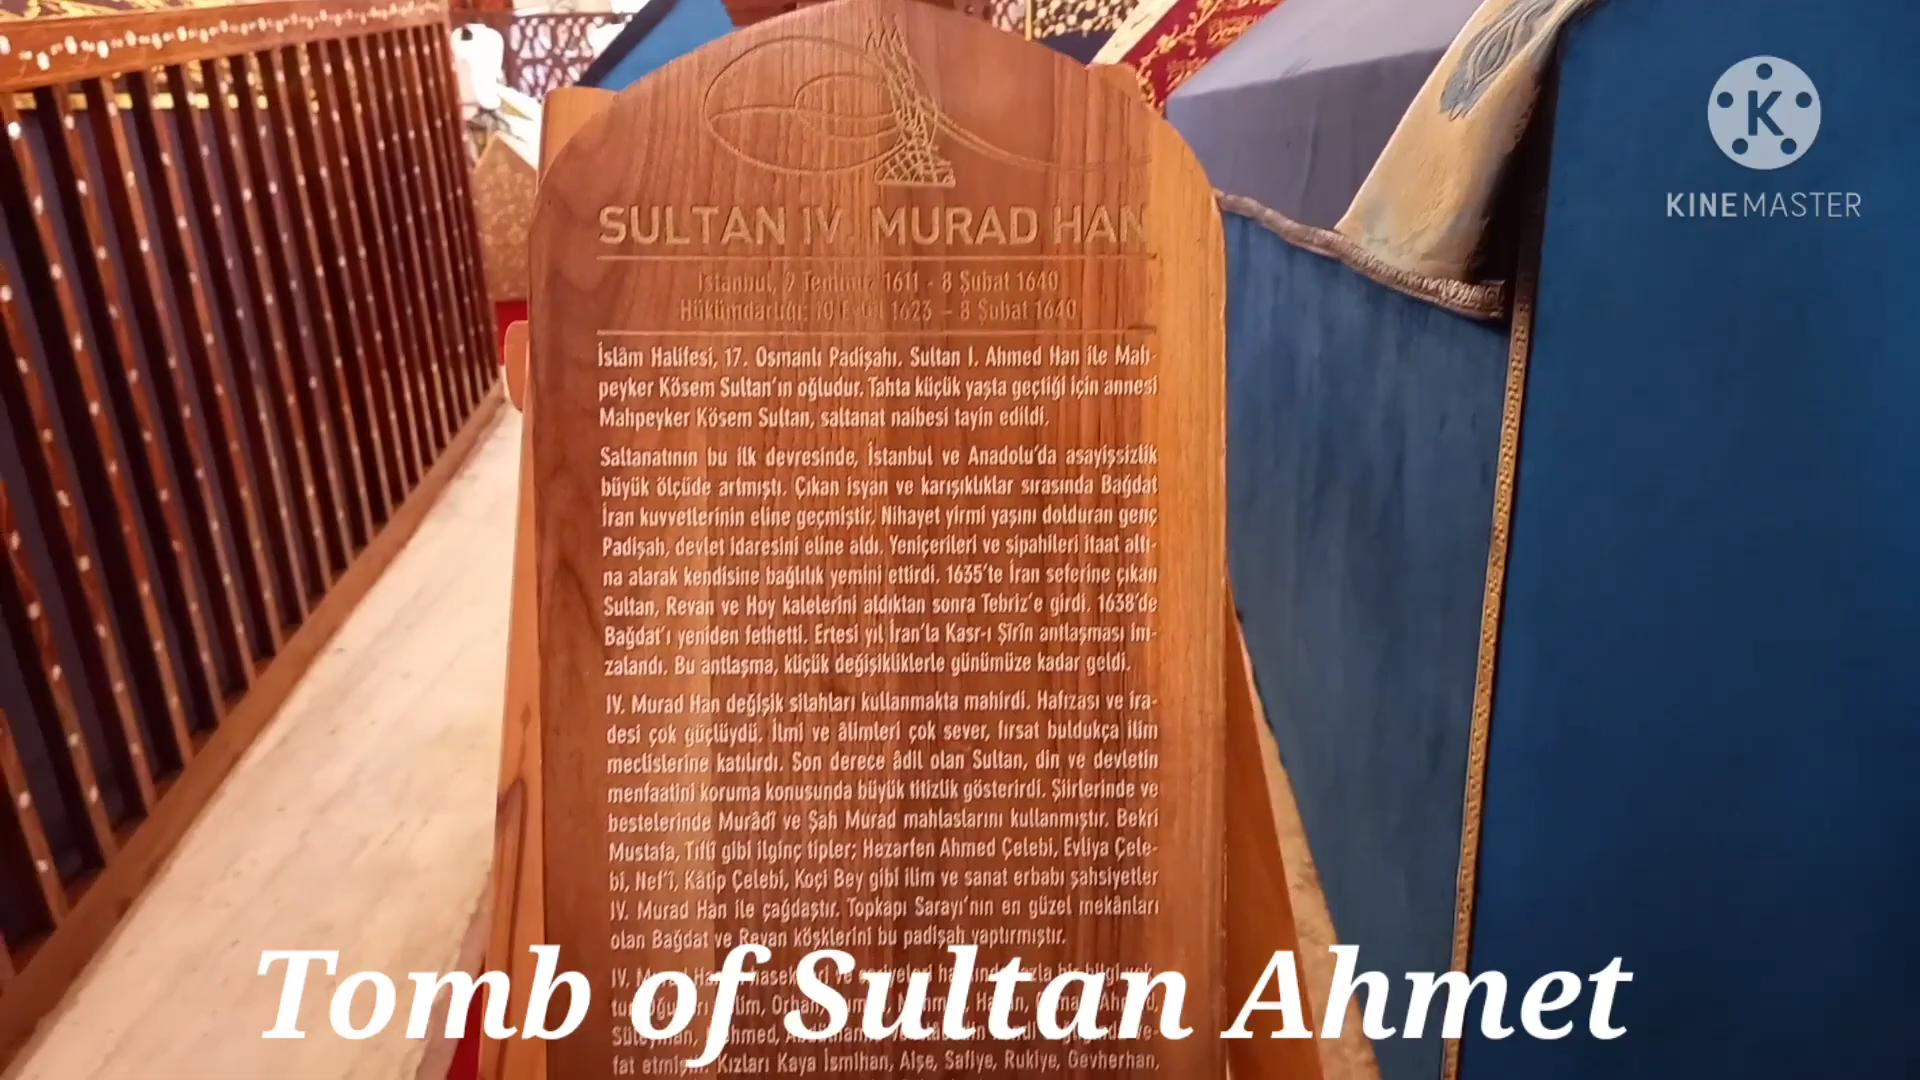 K
KINEMASTER
SULTAN IV. MURAD HAN
İstanbul, 9 Temmuz 1611 - 8 Şubat 1640
Hükümdarlığı: 10 Eylül 1623 – 8 Şubat 1640
İslâm Halifesi, 17. Osmanlı Padişahı. Sultan I. Ahmed Han ile Mah-
peyker Kösem Sultan'ın oğludur. Tahta küçük yaşta geçtiği için annesi
Mahpeyker Kösem Sultan, saltanat naibesi tayin edildi.
Saltanatının bu ilk devresinde, İstanbul ve Anadolu'da asayişsizlik
büyük ölçüde artmıştı. Çıkan isyan ve karışıklıklar sırasında Bağdat
İran kuvvetlerinin eline geçmiştir. Nihayet yirmi yaşını dolduran genç
Padişah, devlet idaresini eline aldı. Yeniçerileri ve sipahileri itaat altı-
na alarak kendisine bağlılık yemini ettirdi. 1635'te İran seferine çıkan
Sultan, Revan ve Hoy kalelerini aldıktan sonra Tebriz'e girdi. 1638'de
Bağdat'ı yeniden fethetti. Ertesi yıl İran'la Kasr-ı Şîrîn antlaşması im-
zalandı. Bu antlaşma, küçük değişikliklerle günümüze kadar geldi.
IV. Murad Han değişik silahları kullanmakta mahirdi. Hafızası ve ira-
desi çok güçlüydü. İlmi ve âlimleri çok sever, fırsat buldukça ilim
meclislerine katılırdı. Son derece âdil olan Sultan, din ve devletin
menfaatini koruma konusunda büyük titizlik gösterirdi. Şiirlerinde ve
bestelerinde Murâdî ve Şah Murad mahlaslarını kullanmıştır. Bekri
Mustafa, Tıflî gibi ilginç tipler; Hezarfen Ahmed Çelebi, Evliya Çele-
bi, Nef'î, Kâtip Çelebi, Koçi Bey gibi ilim ve sanat erbabı şahsiyetler
IV. Murad Han ile çağdaştır. Topkapı Sarayı'nın en güzel mekânları
olan Bağdat ve Revan köşklerini bu padişah yaptırmıştır.
IV. Murad Han
Süleyman,
fat etmiştir. Kızları Kaya İsmihan, Aişe, Safiye, Rukiye, Gevherhan,
Tomb of Sultan Ahmet